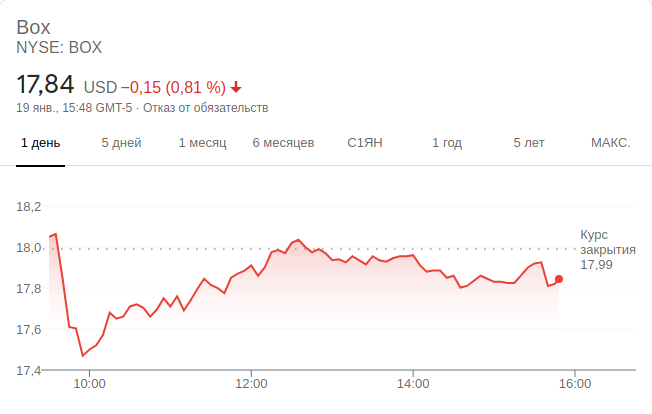 Box
NYSE: BOX
17,84 USD −0,15 (0,81 %)
19 янв., 15:48 GMT-5 · Отказ от обязательств
1 день 5 дней 1 месяц 6 месяцев С1ЯН 1 год 5 лет МАКС.
18,2
18,0
17,8
17,6
17,4
Курс
закрытия
17,99
10:00 12:00 14:00 16:00